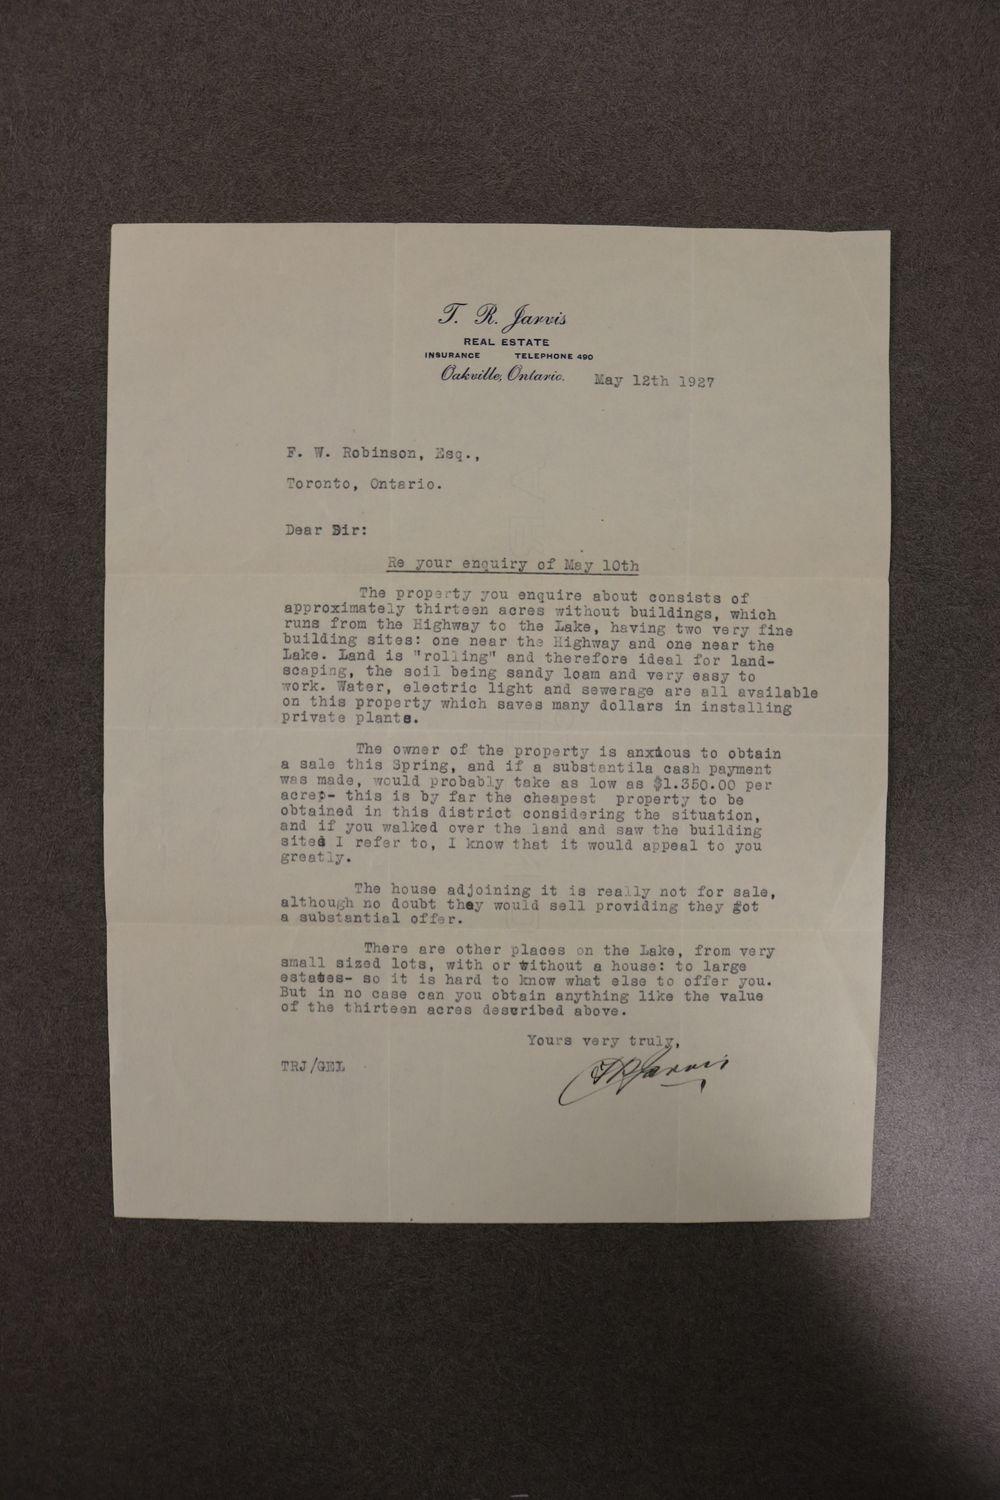 T. R. Jarvis
REAL ESTATE
INSURANCE TELEPHONE 490
Oakville, Ontario. May 12th 1927
F. W. Robinson, Esq.,
Toronto, Ontario.
Dear Sir:
Re your enquiry of May 10th
The property you enquire about consists of
approximately thirteen acres without buildings, which
runs from the Highway to the Lake, having two very fine
building sites: one near the Highway and one near the
Lake. Land is "rolling" and therefore ideal for land-
scaping, the soil being sandy loam and very easy to
work. Water, electric light and sewerage are all available
on this property which saves many dollars in installing
private plants.
The owner of the property is anxious to obtain
a sale this Spring, and if a substantila cash payment
was made, would probably take as low as $1.350.00 per
acre;- this is by far the cheapest property to be
obtained in this district considering the situation,
and if you walked over the land and saw the building
sites I refer to, I know that it would appeal to you
greatly.
The house adjoining it is really not for sale,
although no doubt they would sell providing they got
a substantial offer.
There are other places on the Lake, from very
small sized lots, with or without a house: to large
estates- so it is hard to know what else to offer you.
But in no case can you obtain anything like the value
of the thirteen acres described above.
Yours very truly,
TRJ/GEL
TRJarvis